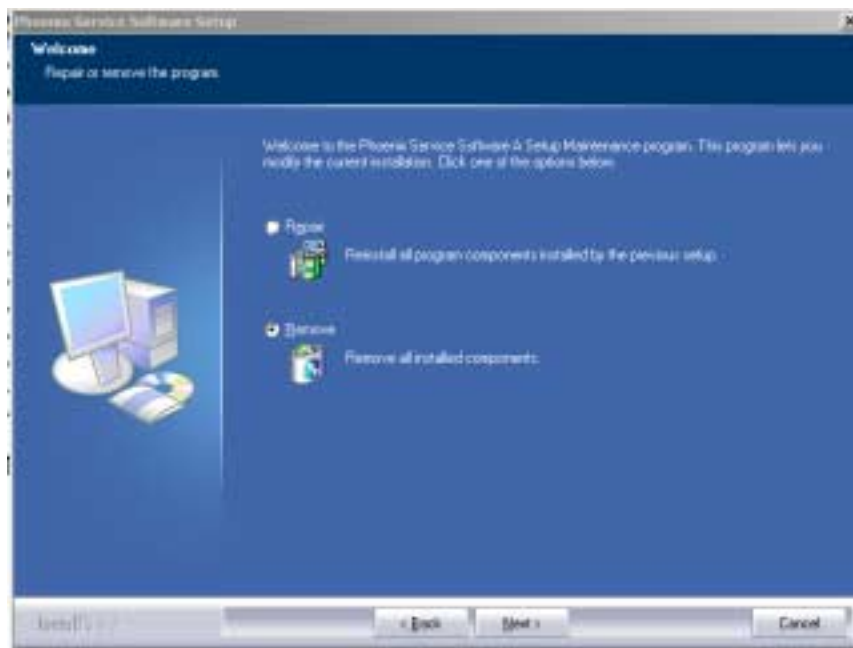 Phoenix Service Software Setup
Welcome
Repair or remove the program.
Welcome to the Phoenix Service Software A Setup Maintenance program. This program lets you
modify the current installation. Click one of the options below.
Repair
Reinstall all program components installed by the previous setup.
Remove
Remove all installed components.
< Back
Next >
Cancel